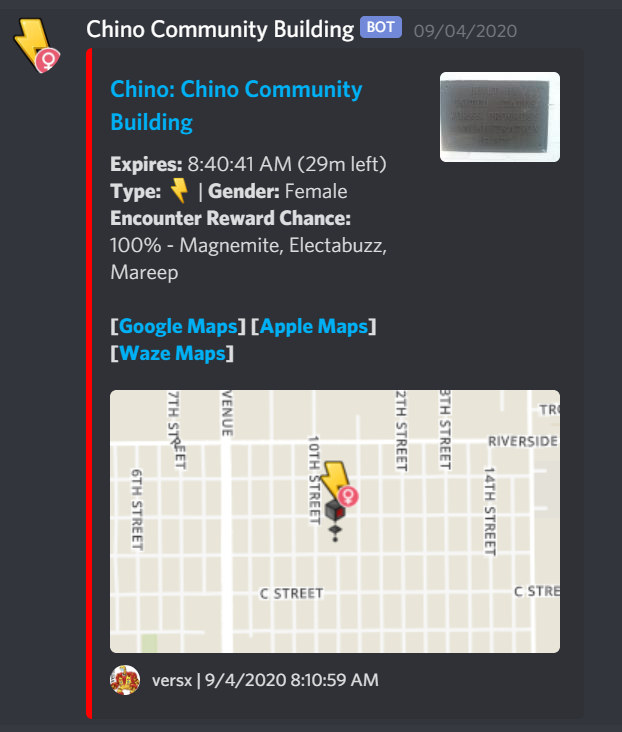 Chino Community Building BOT 09/04/2020
Chino: Chino Community
Building
Expires: 8:40:41 AM (29m left)
Type: | Gender: Female
Encounter Reward Chance:
100% - Magnemite, Electabuzz,
Mareep
[Google Maps] [Apple Maps]
[Waze Maps]
7TH STREET
VENUE
2TH STREET
3TH STREET
TR
RIVERSIDE
10TH STREET
6TH STREET
14TH STREET
C STREET
C STRE
versx | 9/4/2020 8:10:59 AM